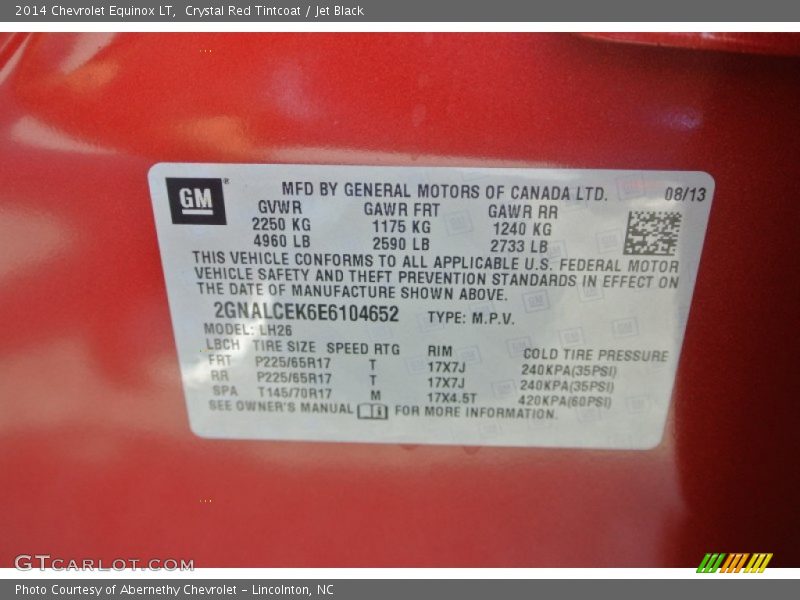 2014 Chevrolet Equinox LT,  Crystal Red Tintcoat / Jet Black
GM®
MFD BY GENERAL MOTORS OF CANADA LTD. 08/13
GVWR GAWR FRT GAWR RR
2250 KG 1175 KG 1240 KG
4960 LB 2590 LB 2733 LB
THIS VEHICLE CONFORMS TO ALL APPLICABLE U.S. FEDERAL MOTOR
VEHICLE SAFETY AND THEFT PREVENTION STANDARDS IN EFFECT ON
THE DATE OF MANUFACTURE SHOWN ABOVE.
2GNALCEK6E6104652 TYPE: M.P.V.
MODEL: LH26
LBCH TIRE SIZE SPEED RTG RIM COLD TIRE PRESSURE
FRT P225/65R17 T 17X7J 240KPA(35PSI)
RR P225/65R17 T 17X7J 240KPA(35PSI)
SPA T145/70R17 M 17X4.5T 420KPA(60PSI)
SEE OWNER'S MANUAL FOR MORE INFORMATION.
GTCARLOT.COM
Photo Courtesy of Abernethy Chevrolet – Lincolnton, NC